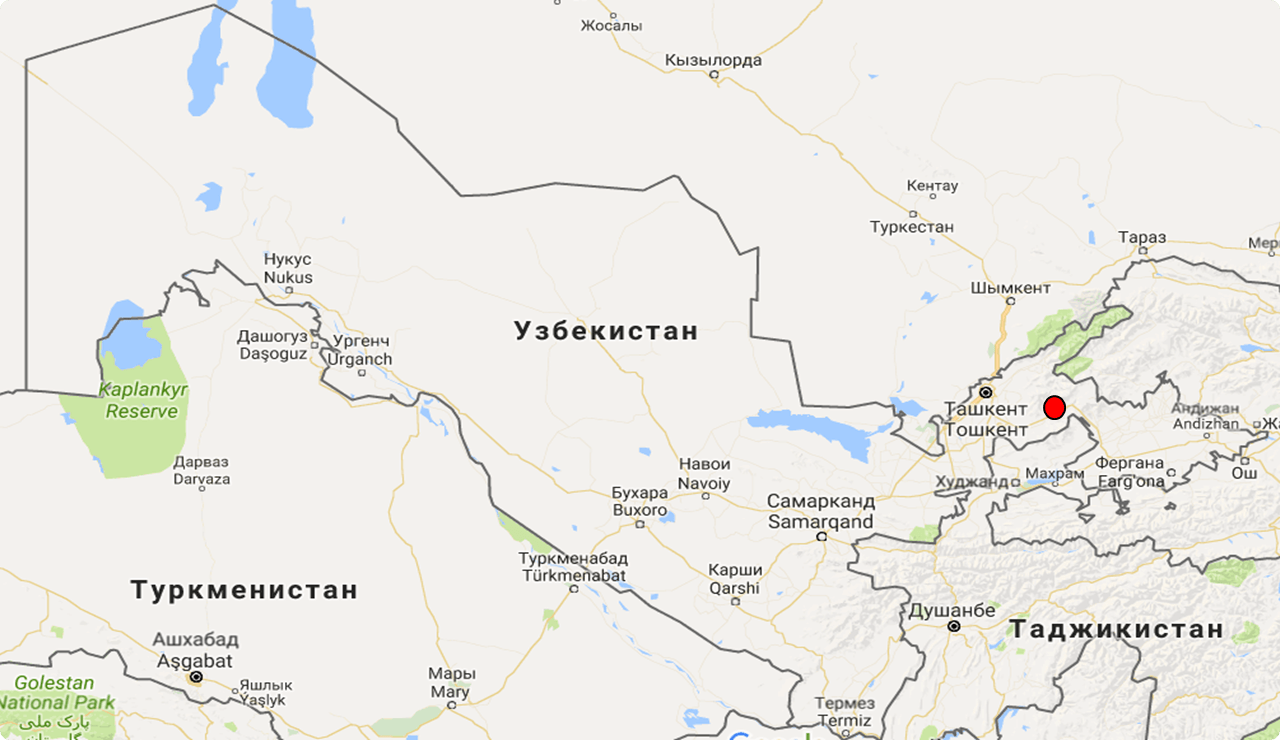 Жосалы
Кызылорда
Кентау
Туркестан
Тараз
Шымкент
Нукус
Nukus
Дашогуз
Daşoguz
Ургенч
Urganch
Узбекистан
Kaplankyr
Reserve
Ташкент
Тошкент
Андижан
Andizhan
Дарваз
Darvaza
Навои
Navoiy
Худжанд
Махрам
Фергана
Farg'ona
Ош
Бухара
Buxoro
Самарканд
Samarqand
Туркменабад
Türkmenabat
Карши
Qarshi
Туркменистан
Душанбе
Таджикистан
Ашхабад
Aşgabat
Яшлык
Ýaşlyk
Мары
Mary
Golestan
National Park
پارک ملی
Термез
Termiz